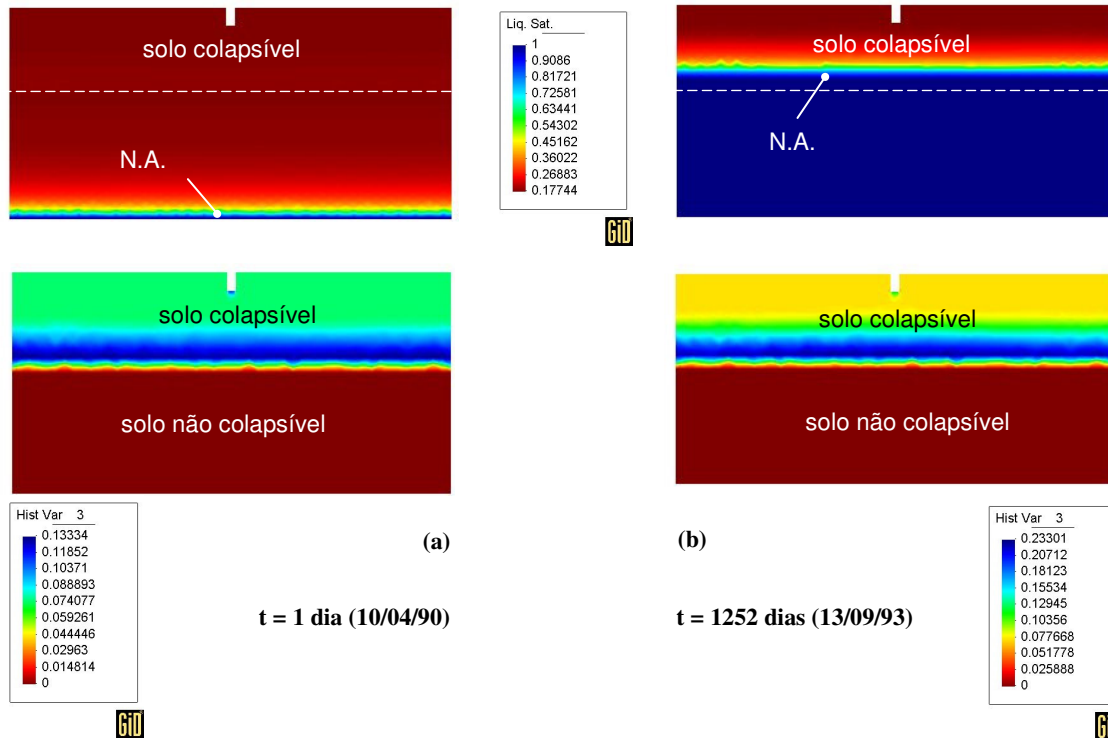 solo colapsível
N.A.
Liq. Sat.
1
0.9086
0.81721
0.72581
0.63441
0.54302
0.45162
0.36022
0.26883
0.17744
GiD
solo colapsível
N.A.
solo colapsível
solo não colapsível
solo colapsível
solo não colapsível
Hist Var 3
0.13334
0.11852
0.10371
0.088893
0.074077
0.059261
0.044446
0.02963
0.014814
0
GiD
(a)
t = 1 dia (10/04/90)
(b)
t = 1252 dias (13/09/93)
Hist Var 3
0.23301
0.20712
0.18123
0.15534
0.12945
0.10356
0.077668
0.051778
0.025888
0